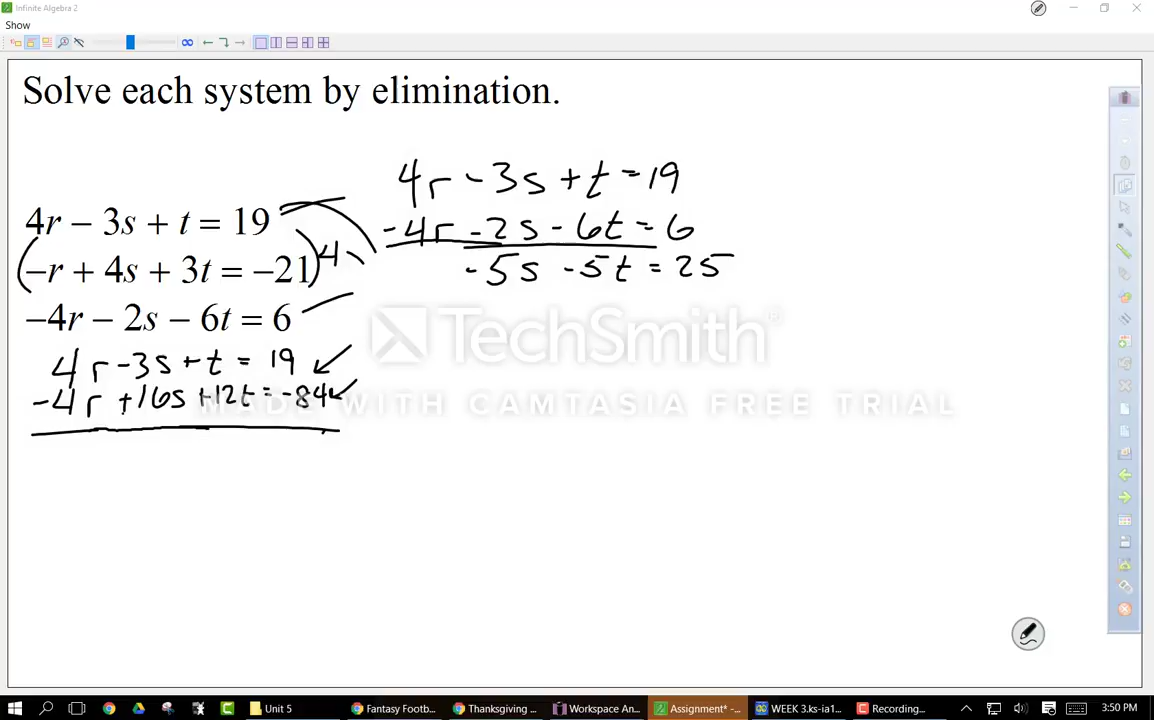 Infinite Algebra 2
Show
Solve each system by elimination.
4r − 3s + t = 19
(−r + 4s + 3t = −21)4
−4r − 2s − 6t = 6
4r - 3s + t = 19
-4r + 16s + 12t = -84
4r - 3s + t = 19
-4r - 2s - 6t = 6
-5s - 5t = 25
TechSmith®
MADE WITH CAMTASIA FREE TRIAL
Unit 5
Fantasy Footb...
Thanksgiving ...
Workspace An...
Assignment* -...
WEEK 3.ks-ia1...
Recording...
3:50 PM